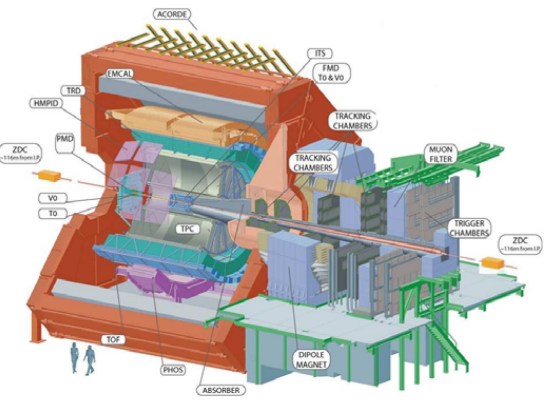 ACORDE
ITS
EMCAL
FMD
T0 & V0
TRD
HMPID
TRACKING
CHAMBERS
PMD
MUON
FILTER
ZDC
~116m from I.P.
TRACKING
CHAMBERS
V0
T0
TPC
TRIGGER
CHAMBERS
ZDC
~116m from I.P.
TOF
DIPOLE
MAGNET
PHOS
ABSORBER